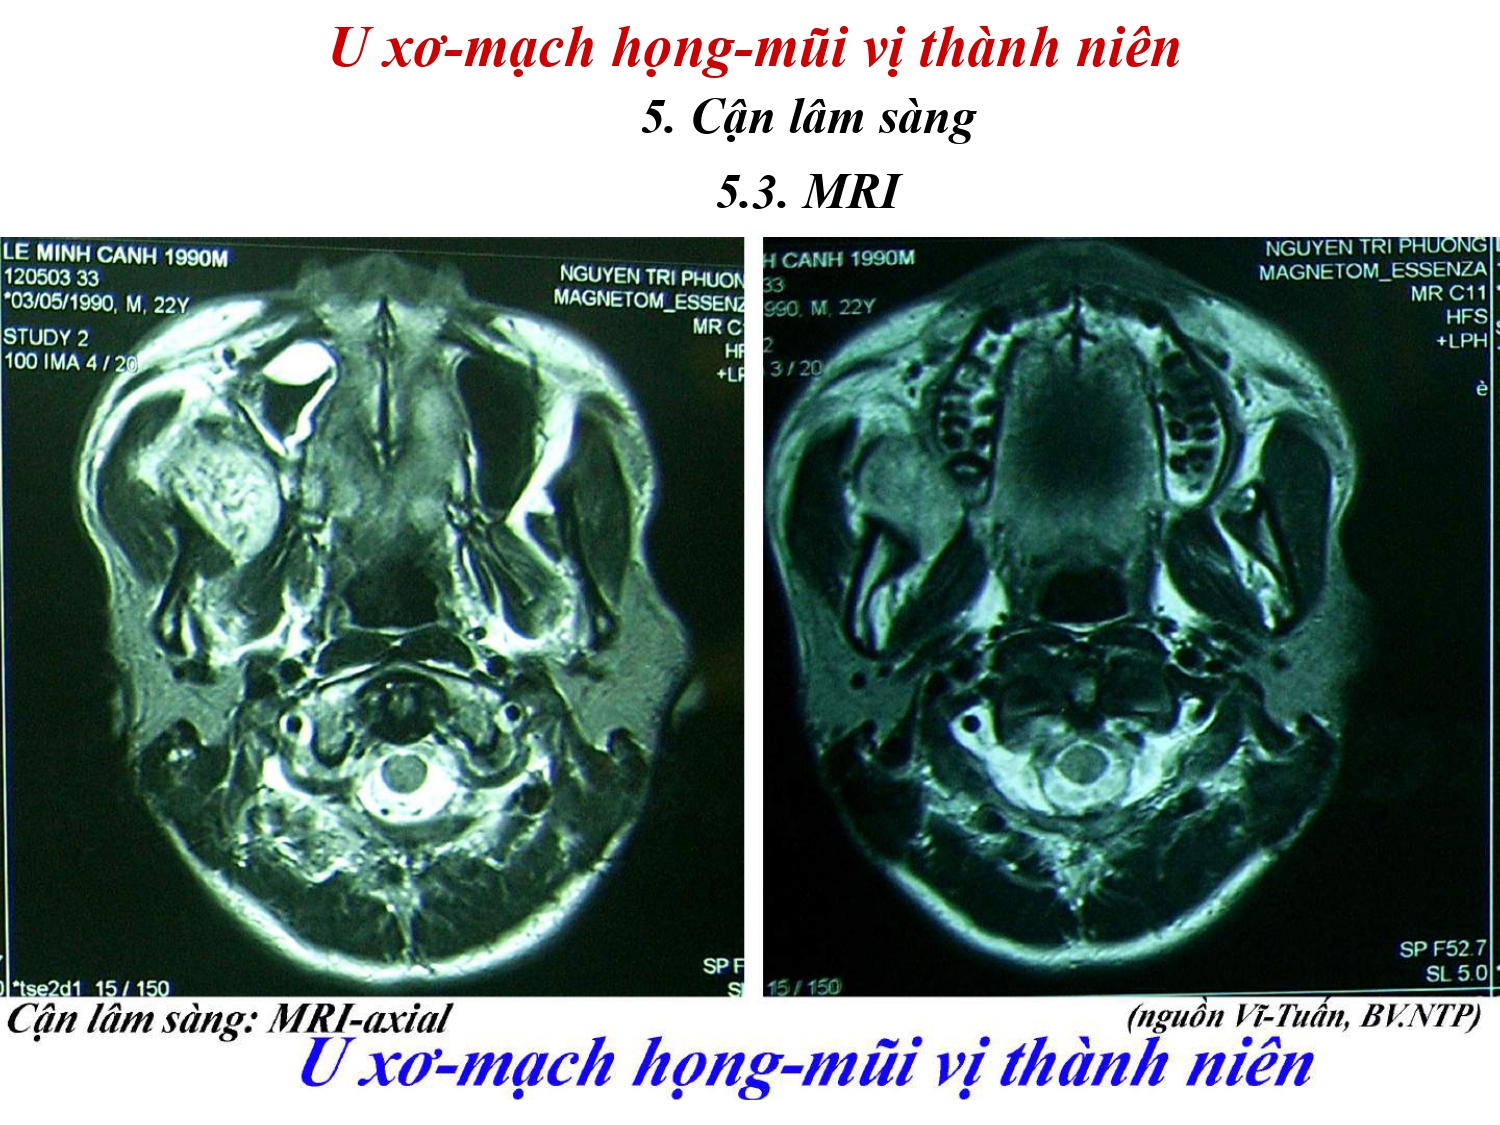 U xơ-mạch họng-mũi vị thành niên
5. Cận lâm sàng
5.3. MRI
LE MINH CANH 1990M
120503 33
*03/05/1990, M, 22Y
STUDY 2
100 IMA 4 / 20
NGUYEN TRI PHUON
MAGNETOM_ESSENZ
MR C
HF
+LP
SP F
S
*tse2d1 15 / 150
H CANH 1990M
33
990, M, 22Y
2
3 / 20
NGUYEN TRI PHUONG
MAGNETOM_ESSENZA
MR C11
HFS
+LPH
è
SP F52.7
SL 5.0
15 / 150
Cận lâm sàng: MRI-axial
(nguồn Vĩ-Tuấn, BV.NTP)
U xơ-mạch họng-mũi vị thành niên